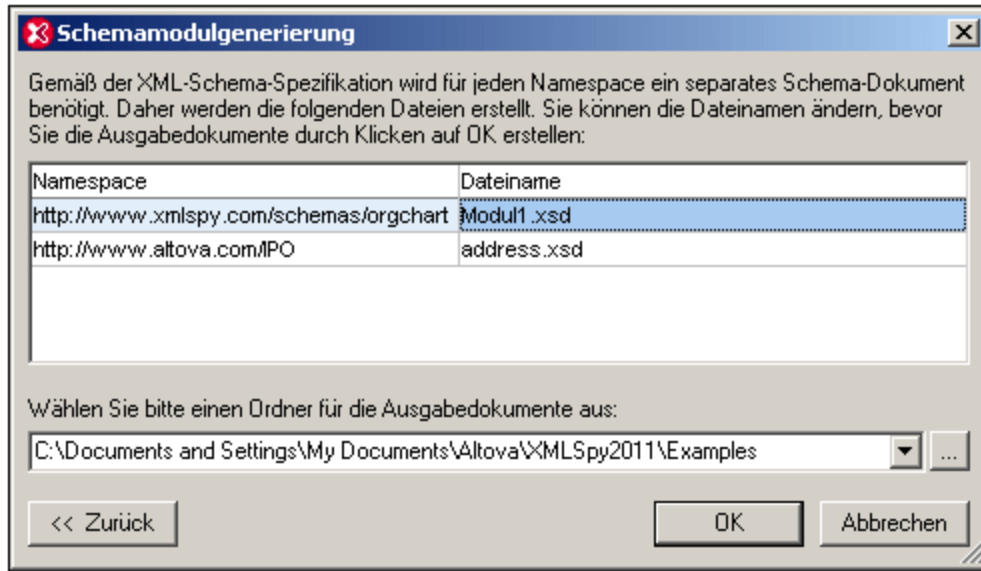 Schemamodulgenerierung
Gemäß der XML-Schema-Spezifikation wird für jeden Namespace ein separates Schema-Dokument
benötigt. Daher werden die folgenden Dateien erstellt. Sie können die Dateinamen ändern, bevor
Sie die Ausgabedokumente durch Klicken auf OK erstellen:
Namespace Dateiname
http://www.xmlspy.com/schemas/orgchart Modul1.xsd
http://www.altova.com/IPO address.xsd
Wählen Sie bitte einen Ordner für die Ausgabedokumente aus:
C:\Documents and Settings\My Documents\Altova\XMLSpy2011\Examples ...
<< Zurück OK Abbrechen